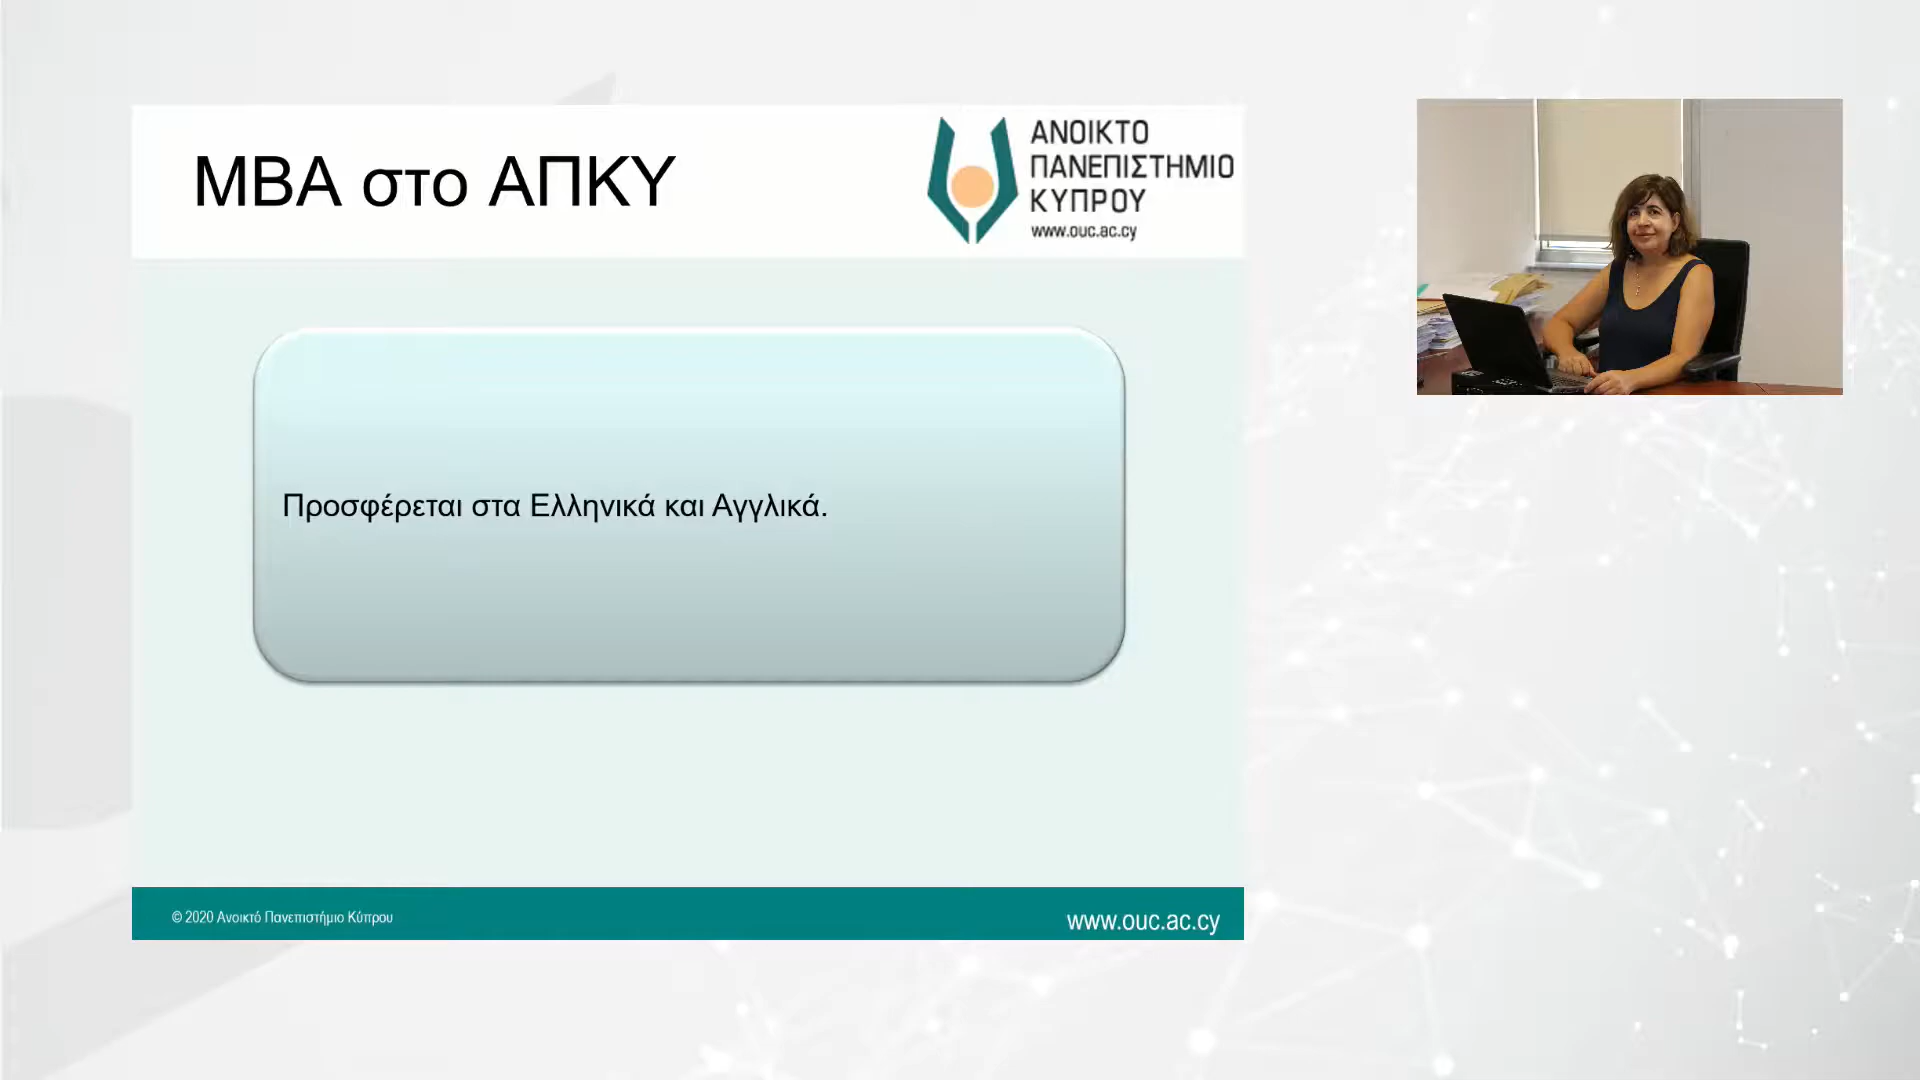 MBA στο ΑΠΚΥ
ΑΝΟΙΚΤΟ
ΠΑΝΕΠΙΣΤΗΜΙΟ
ΚΥΠΡΟΥ
www.ouc.ac.cy
Προσφέρεται στα Ελληνικά και Αγγλικά.
© 2020 Ανοικτό Πανεπιστήμιο Κύπρου
www.ouc.ac.cy